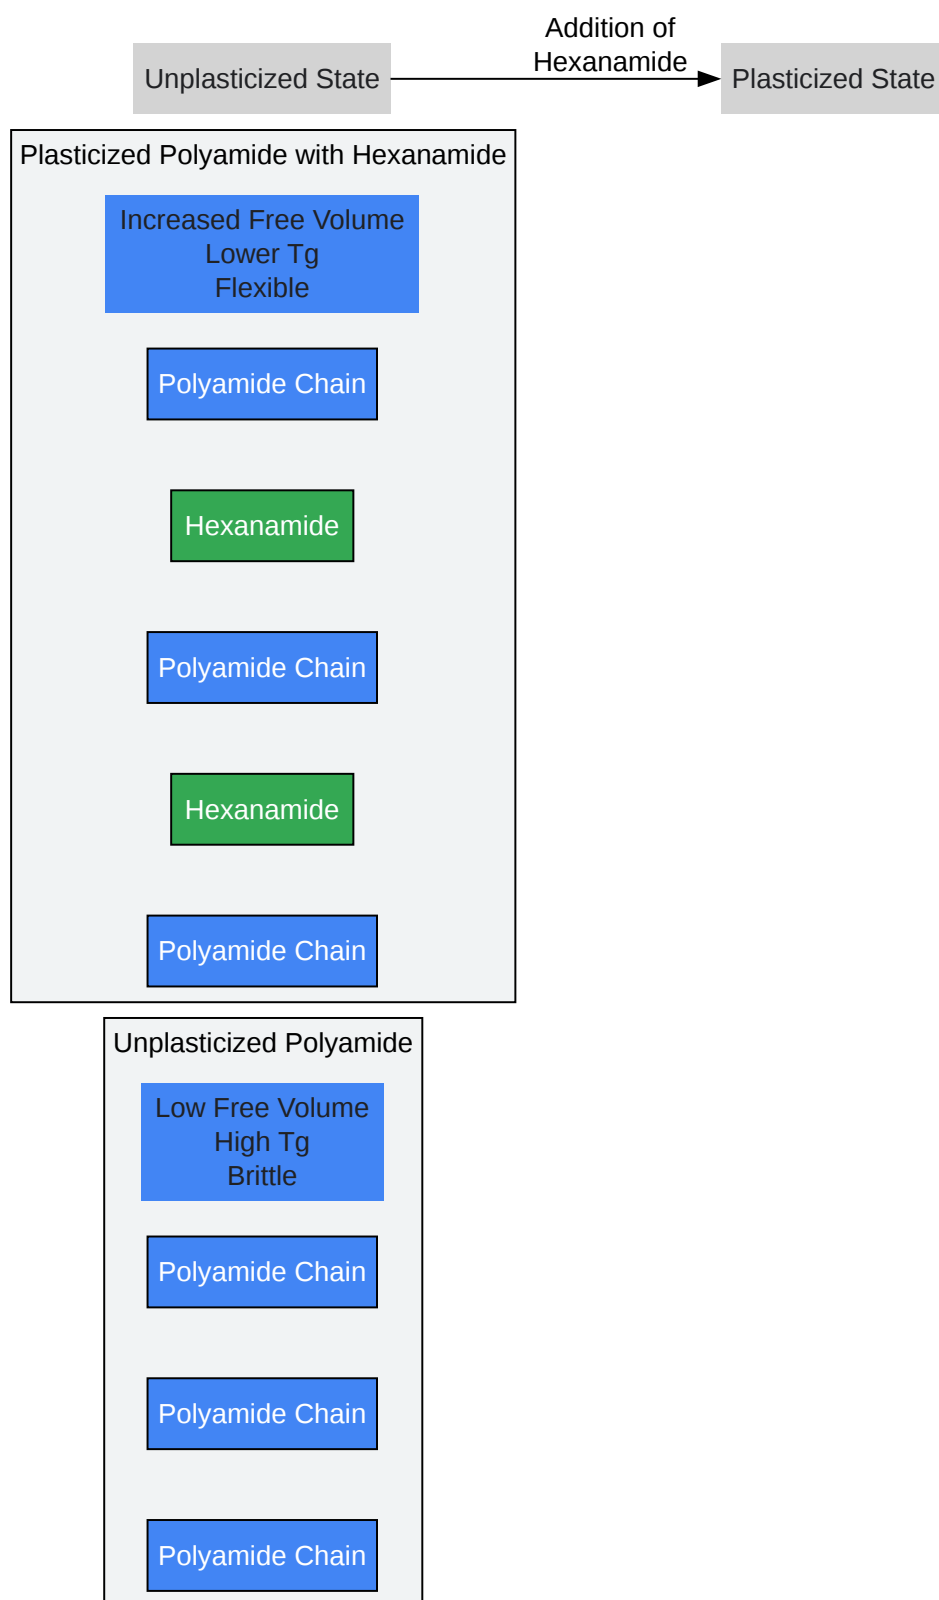 Addition of
Hexanamide
Unplasticized State
Plasticized State
Plasticized Polyamide with Hexanamide
Increased Free Volume
Lower Tg
Flexible
Polyamide Chain
Hexanamide
Polyamide Chain
Hexanamide
Polyamide Chain
Unplasticized Polyamide
Low Free Volume
High Tg
Brittle
Polyamide Chain
Polyamide Chain
Polyamide Chain